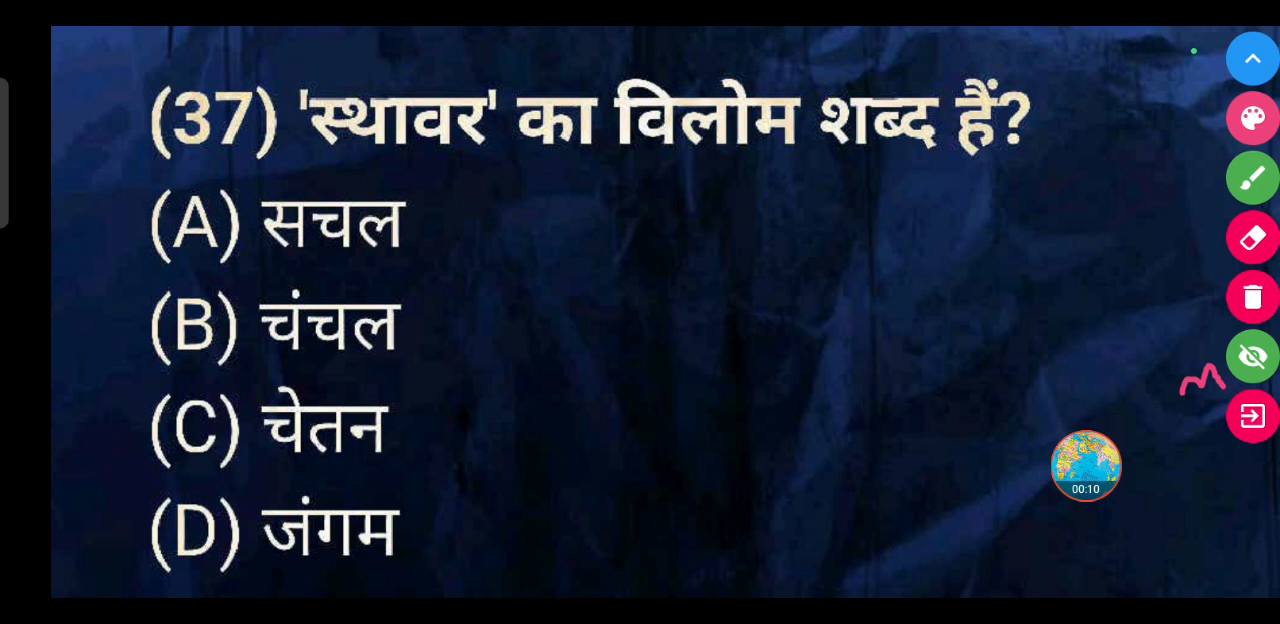 (37) 'स्थावर' का विलोम शब्द हैं?
(A) सचल
(B) चंचल
(C) चेतन
(D) जंगम
00:10